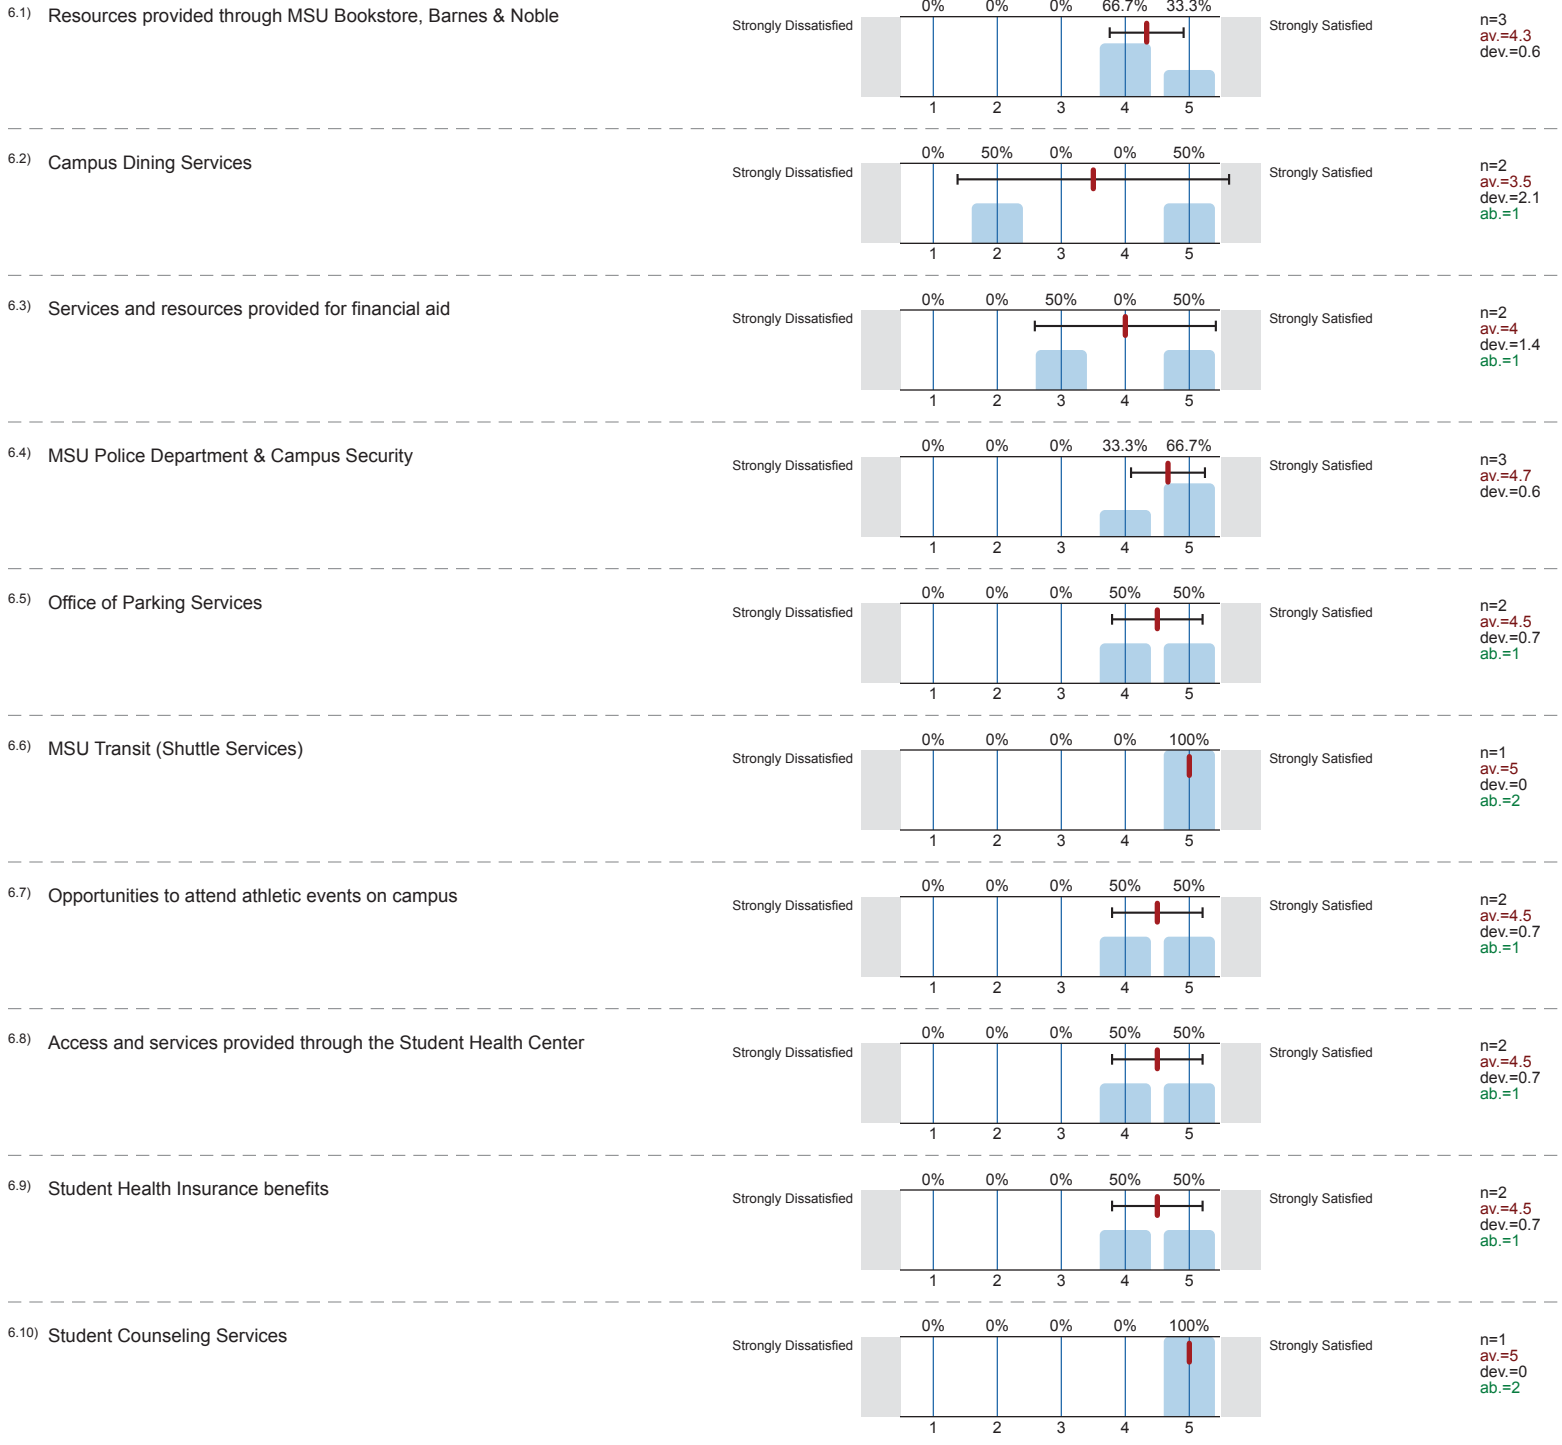 6.1) Resources provided through MSU Bookstore, Barnes & Noble
0% 0% 0% 66.7% 33.3%
Strongly Dissatisfied Strongly Satisfied
n=3
av.=4.3
dev.=0.6
1 2 3 4 5
6.2) Campus Dining Services
0% 50% 0% 0% 50%
Strongly Dissatisfied Strongly Satisfied
n=2
av.=3.5
dev.=2.1
ab.=1
1 2 3 4 5
6.3) Services and resources provided for financial aid
0% 0% 50% 0% 50%
Strongly Dissatisfied Strongly Satisfied
n=2
av.=4
dev.=1.4
ab.=1
1 2 3 4 5
6.4) MSU Police Department & Campus Security
0% 0% 0% 33.3% 66.7%
Strongly Dissatisfied Strongly Satisfied
n=3
av.=4.7
dev.=0.6
1 2 3 4 5
6.5) Office of Parking Services
0% 0% 0% 50% 50%
Strongly Dissatisfied Strongly Satisfied
n=2
av.=4.5
dev.=0.7
ab.=1
1 2 3 4 5
6.6) MSU Transit (Shuttle Services)
0% 0% 0% 0% 100%
Strongly Dissatisfied Strongly Satisfied
n=1
av.=5
dev.=0
ab.=2
1 2 3 4 5
6.7) Opportunities to attend athletic events on campus
0% 0% 0% 50% 50%
Strongly Dissatisfied Strongly Satisfied
n=2
av.=4.5
dev.=0.7
ab.=1
1 2 3 4 5
6.8) Access and services provided through the Student Health Center
0% 0% 0% 50% 50%
Strongly Dissatisfied Strongly Satisfied
n=2
av.=4.5
dev.=0.7
ab.=1
1 2 3 4 5
6.9) Student Health Insurance benefits
0% 0% 0% 50% 50%
Strongly Dissatisfied Strongly Satisfied
n=2
av.=4.5
dev.=0.7
ab.=1
1 2 3 4 5
6.10) Student Counseling Services
0% 0% 0% 0% 100%
Strongly Dissatisfied Strongly Satisfied
n=1
av.=5
dev.=0
ab.=2
1 2 3 4 5